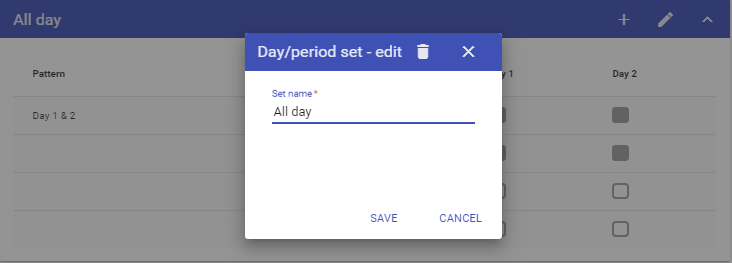 All day
Day/period set - edit
Pattern
y 1
Day 2
Set name *
All day
Day 1 & 2
SAVE
CANCEL